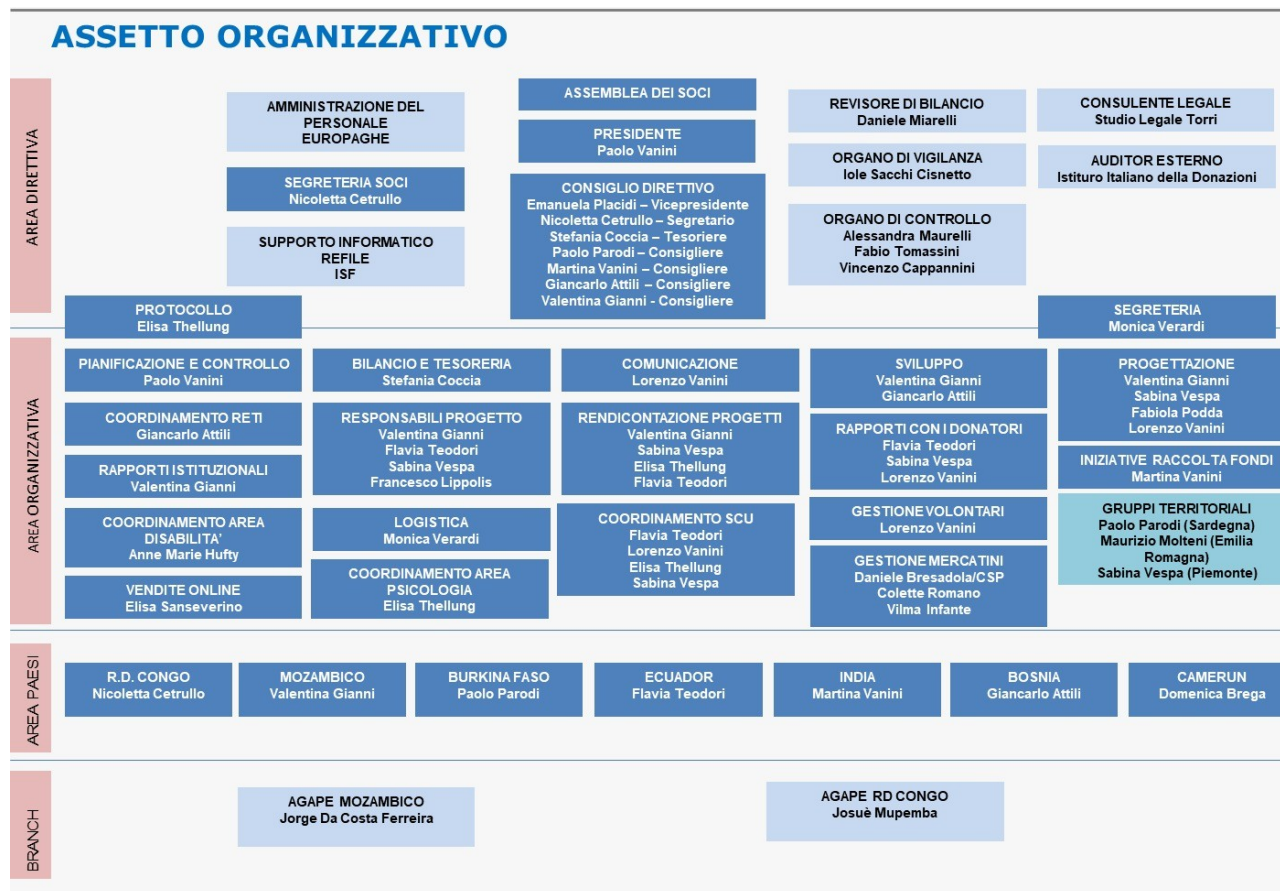 ASSETTO ORGANIZZATIVO
AREA DIRETTIVA
AMMINISTRAZIONE DEL
PERSONALE
EUROPAGHE
SEGRETERIA SOCI
Nicoletta Cetrullo
SUPPORTO INFORMATICO
REFILE
ISF
ASSEMBLEA DEI SOCI
PRESIDENTE
Paolo Vanini
CONSIGLIO DIRETTIVO
Emanuela Placidi – Vicepresidente
Nicoletta Cetrullo – Segretario
Stefania Coccia – Tesoriere
Paolo Parodi – Consigliere
Martina Vanini – Consigliere
Giancarlo Attili – Consigliere
Valentina Gianni - Consigliere
REVISORE DI BILANCIO
Daniele Miarelli
ORGANO DI VIGILANZA
Iole Sacchi Cisnetto
ORGANO DI CONTROLLO
Alessandra Maurelli
Fabio Tomassini
Vincenzo Cappannini
CONSULENTE LEGALE
Studio Legale Torri
AUDITOR ESTERNO
Istituro Italiano della Donazioni
PROTOCOLLO
Elisa Thellung
SEGRETERIA
Monica Verardi
AREA ORGANIZZATIVA
PIANIFICAZIONE E CONTROLLO
Paolo Vanini
COORDINAMENTO RETI
Giancarlo Attili
RAPPORTI ISTITUZIONALI
Valentina Gianni
COORDINAMENTO AREA
DISABILITA’
Anne Marie Hufty
VENDITE ONLINE
Elisa Sanseverino
BILANCIO E TESORERIA
Stefania Coccia
RESPONSABILI PROGETTO
Valentina Gianni
Flavia Teodori
Sabina Vespa
Francesco Lippolis
LOGISTICA
Monica Verardi
COORDINAMENTO AREA
PSICOLOGIA
Elisa Thellung
COMUNICAZIONE
Lorenzo Vanini
RENDICONTAZIONE PROGETTI
Valentina Gianni
Sabina Vespa
Elisa Thellung
Flavia Teodori
COORDINAMENTO SCU
Flavia Teodori
Lorenzo Vanini
Elisa Thellung
Sabina Vespa
SVILUPPO
Valentina Gianni
Giancarlo Attili
RAPPORTI CON I DONATORI
Flavia Teodori
Sabina Vespa
Lorenzo Vanini
GESTIONE VOLONTARI
Lorenzo Vanini
GESTIONE MERCATINI
Daniele Bresadola/CSP
Colette Romano
Vilma Infante
PROGETTAZIONE
Valentina Gianni
Sabina Vespa
Fabiola Podda
Lorenzo Vanini
INIZIATIVE RACCOLTA FONDI
Martina Vanini
GRUPPI TERRITORIALI
Paolo Parodi (Sardegna)
Maurizio Molteni (Emilia
Romagna)
Sabina Vespa (Piemonte)
AREA PAESI
R.D. CONGO
Nicoletta Cetrullo
MOZAMBICO
Valentina Gianni
BURKINA FASO
Paolo Parodi
ECUADOR
Flavia Teodori
INDIA
Martina Vanini
BOSNIA
Giancarlo Attili
CAMERUN
Domenica Brega
BRANCH
AGAPE MOZAMBICO
Jorge Da Costa Ferreira
AGAPE RD CONGO
Josuè Mupemba